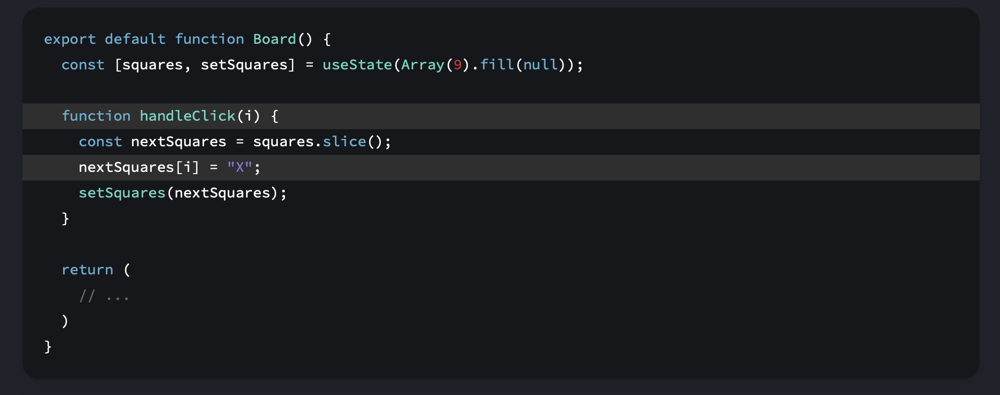 export default function Board() {
  const [squares, setSquares] = useState(Array(9).fill(null));
  function handleClick(i) {
    const nextSquares = squares.slice();
    nextSquares[i] = "X";
    setSquares(nextSquares);
  }
  return (
    // ...
  )
}